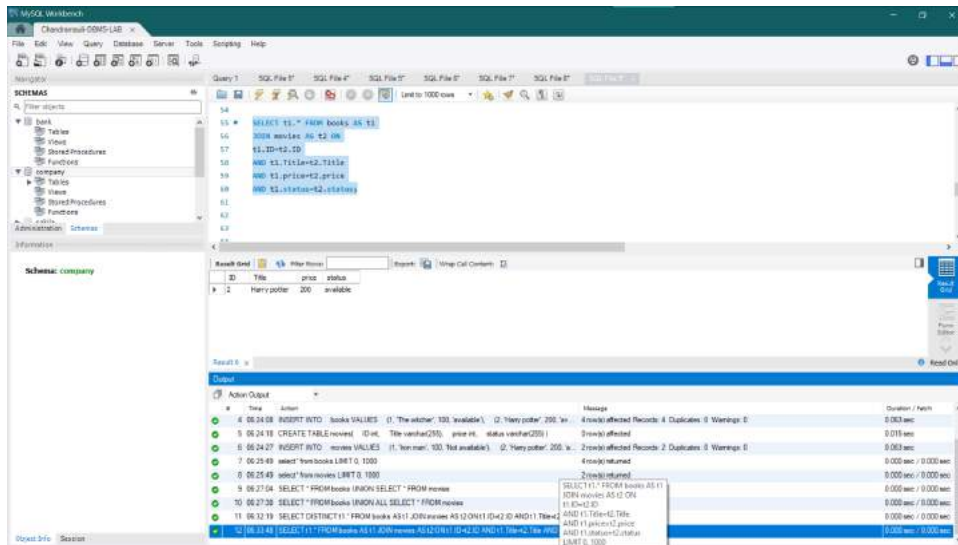 MySQL Workbench
Chandramauli-DBMS-LAB ×
File Edit View Query Database Server Tools Scripting Help
Navigator
SCHEMAS
Filter objects
bank
Tables
Views
Stored Procedures
Functions
company
Tables
Views
Stored Procedures
Functions
Administration Schemas
Information
Schema: company
Object Info Session
Query 1 SQL File 5* SQL File 4* SQL File 5* SQL File 6* SQL File 7* SQL File 8*
Limit to 1000 rows
54
55 SELECT t1.* FROM books AS t1
56 JOIN movies AS t2 ON
57 t1.ID=t2.ID
58 AND t1.Title=t2.Title
59 AND t1.price=t2.price
60 AND t1.status=t2.status;
61
62
63
Result Grid Filter Rows: Export: Wrap Cell Content:
ID Title price status
2 Harry potter 200 available
Result Grid
Form Editor
Result 6 × Read Only
Output
Action Output
# Time Action Message Duration / Fetch
4 06:24:08 INSERT INTO books VALUES (1, 'The witcher', 100, 'available'), (2, 'Harry potter', 200, 'av... 4 row(s) affected Records: 4 Duplicates: 0 Warnings: 0 0.063 sec
5 06:24:18 CREATE TABLE movies( ID int, Title varchar(255), price int, status varchar(255) ) 0 row(s) affected 0.015 sec
6 06:24:27 INSERT INTO movies VALUES (1, 'Iron man', 100, 'Not available'), (2, 'Harry potter', 200, 'a... 2 row(s) affected Records: 2 Duplicates: 0 Warnings: 0 0.063 sec
7 06:25:49 select * from books LIMIT 0, 1000 4 row(s) returned 0.000 sec / 0.000 sec
8 06:25:49 select * from movies LIMIT 0, 1000 2 row(s) returned 0.000 sec / 0.000 sec
9 06:27:04 SELECT * FROM books UNION SELECT * FROM movies 0.000 sec / 0.000 sec
10 06:27:38 SELECT * FROM books UNION ALL SELECT * FROM movies 0.000 sec / 0.000 sec
11 06:32:19 SELECT DISTINCT t1.* FROM books AS t1 JOIN movies AS t2 ON t1.ID=t2.ID AND t1.Title=t2 0.000 sec / 0.000 sec
12 06:33:48 SELECT t1.* FROM books AS t1 JOIN movies AS t2 ON t1.ID=t2.ID AND t1.Title=t2.Title AND 0.000 sec / 0.000 sec
SELECT t1.* FROM books AS t1
JOIN movies AS t2 ON
t1.ID=t2.ID
AND t1.Title=t2.Title
AND t1.price=t2.price
AND t1.status=t2.status
LIMIT 0, 1000